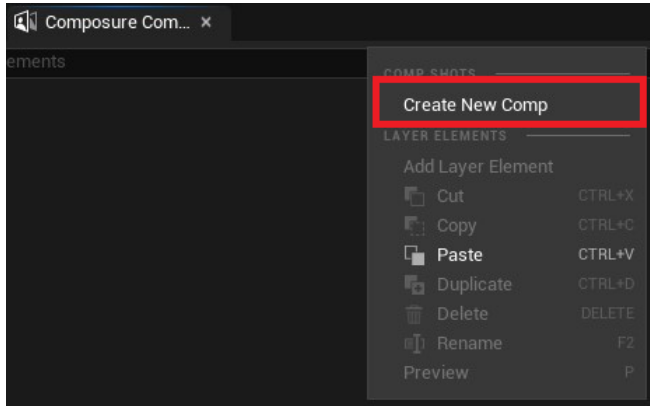 Composure Com... ×
ements
COMP SHOTS
Create New Comp
LAYER ELEMENTS
Add Layer Element
Cut CTRL+X
Copy CTRL+C
Paste CTRL+V
Duplicate CTRL+D
Delete DELETE
Rename F2
Preview P